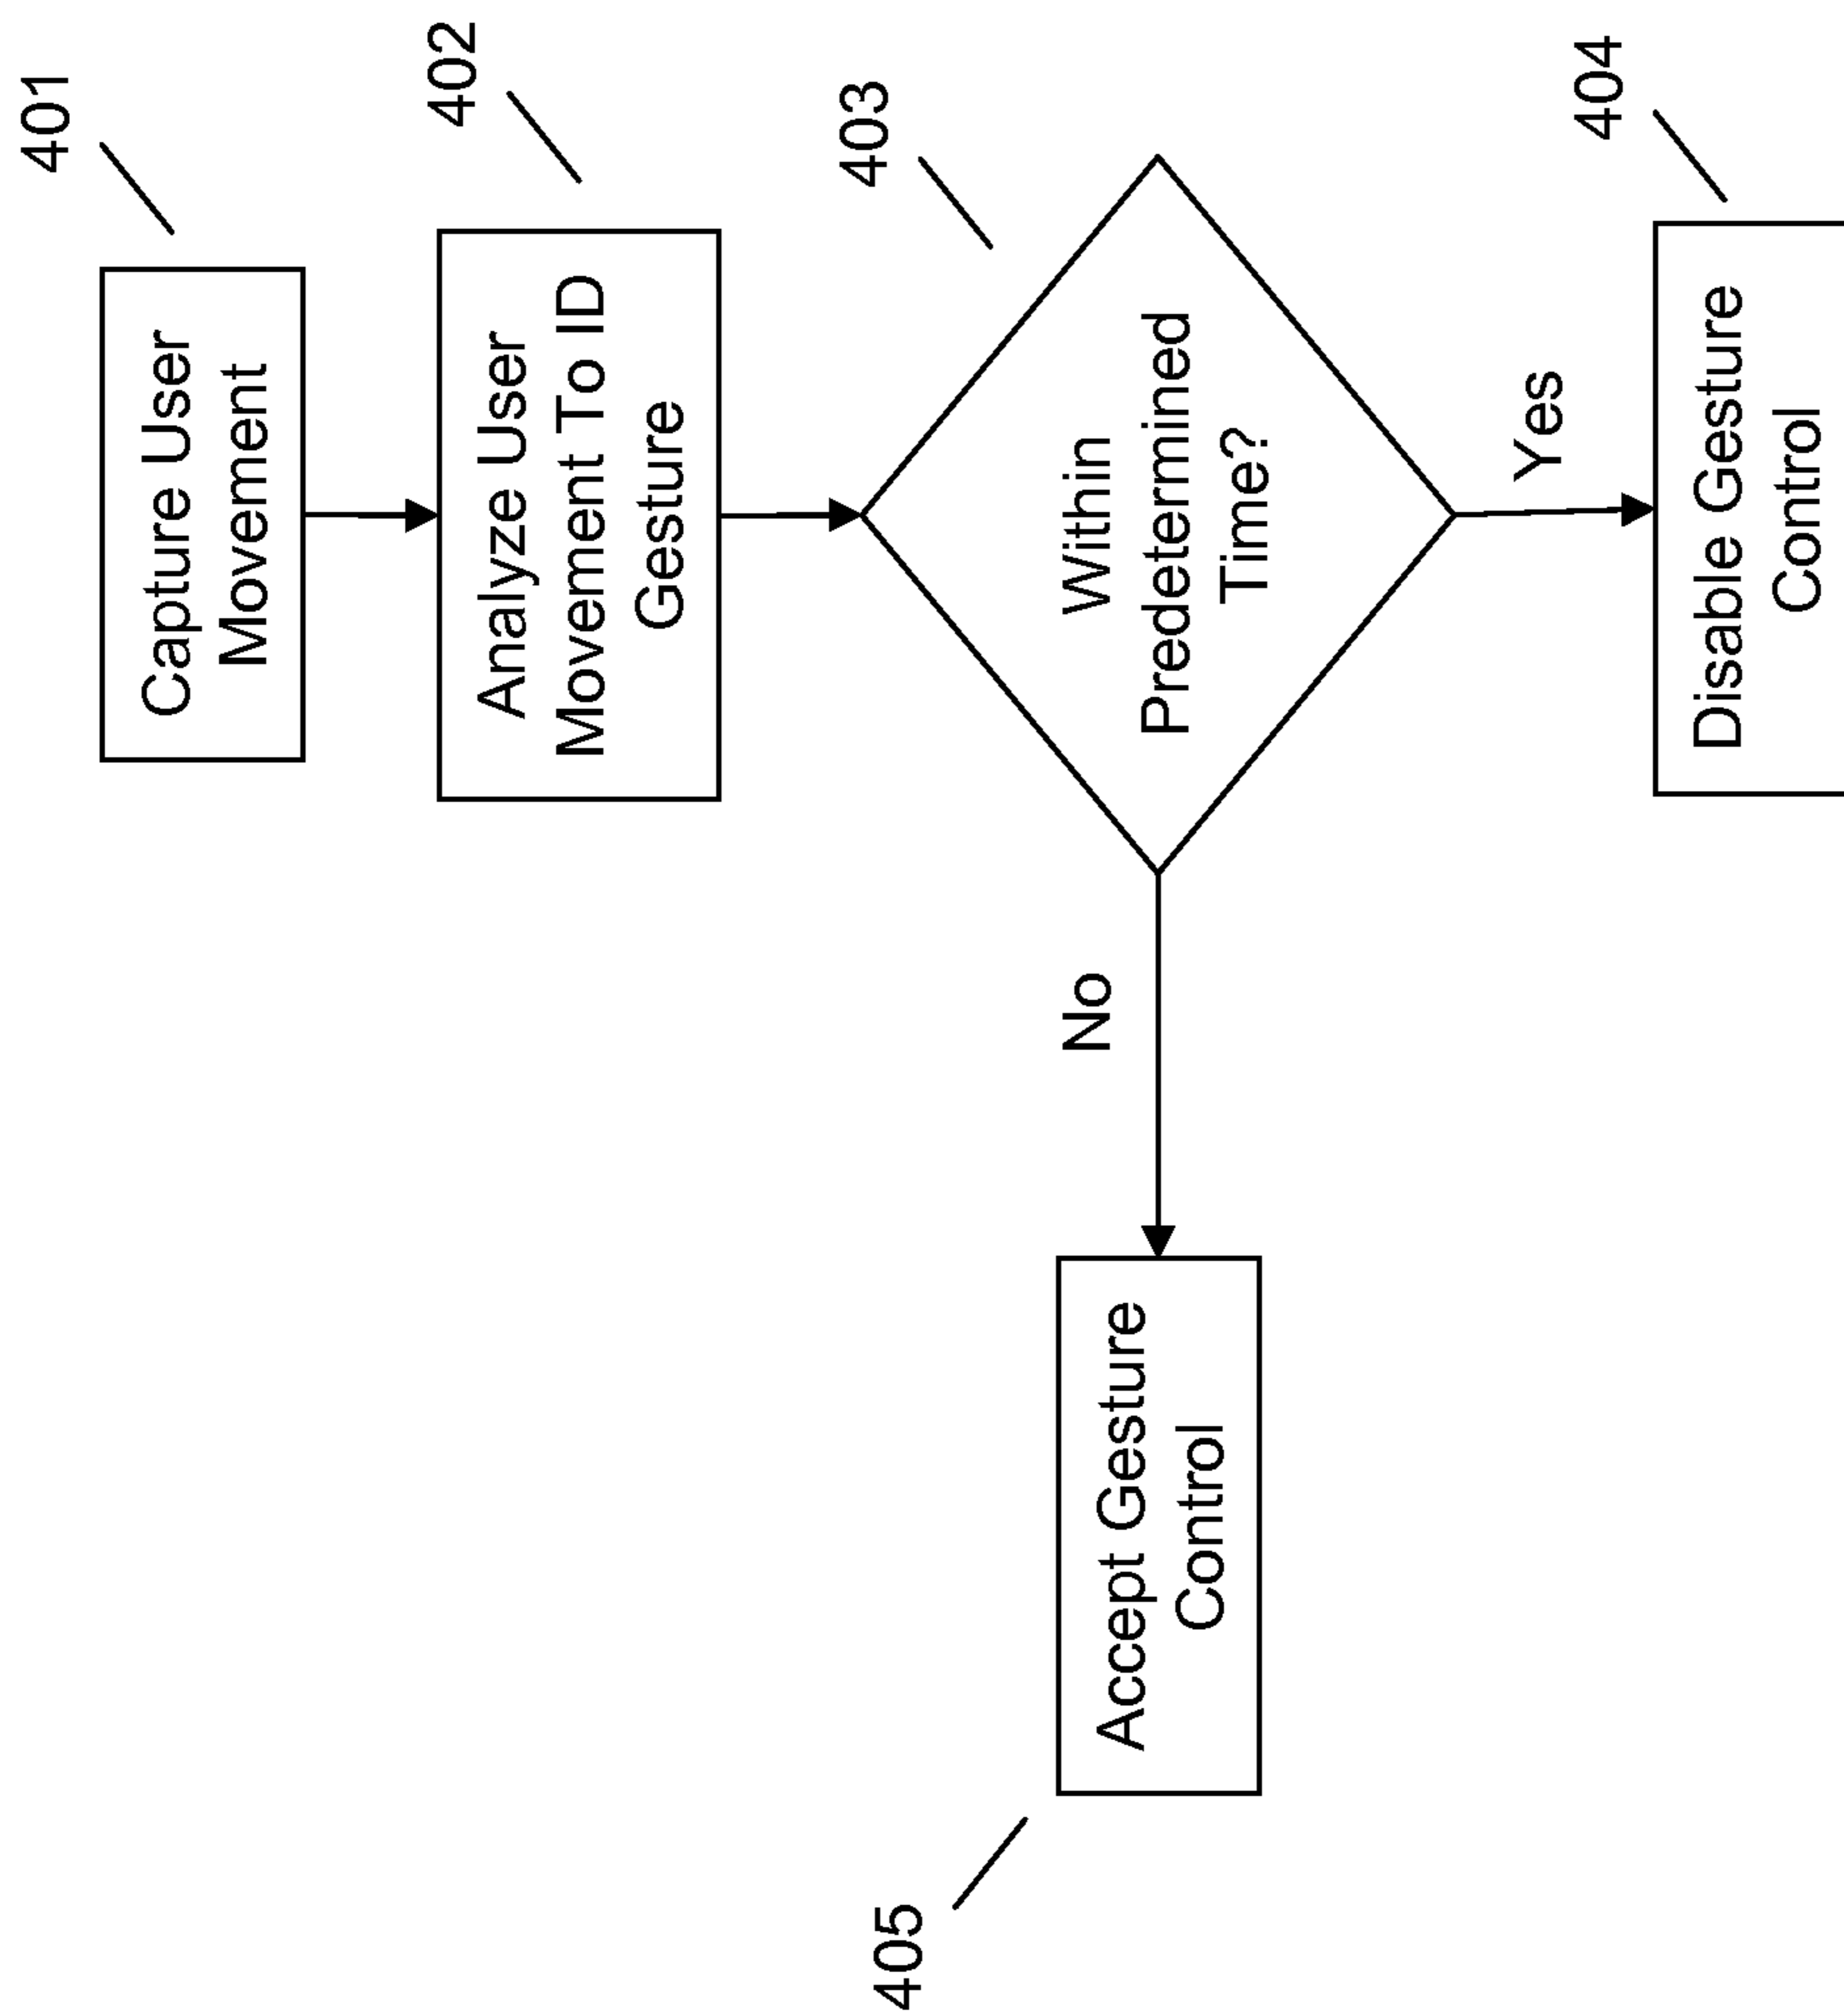 401
Capture User
Movement
402
Analyze User
Movement To ID
Gesture
403
Within
Predetermined
Time?
No
Yes
405
Accept Gesture
Control
404
Disable Gesture
Control